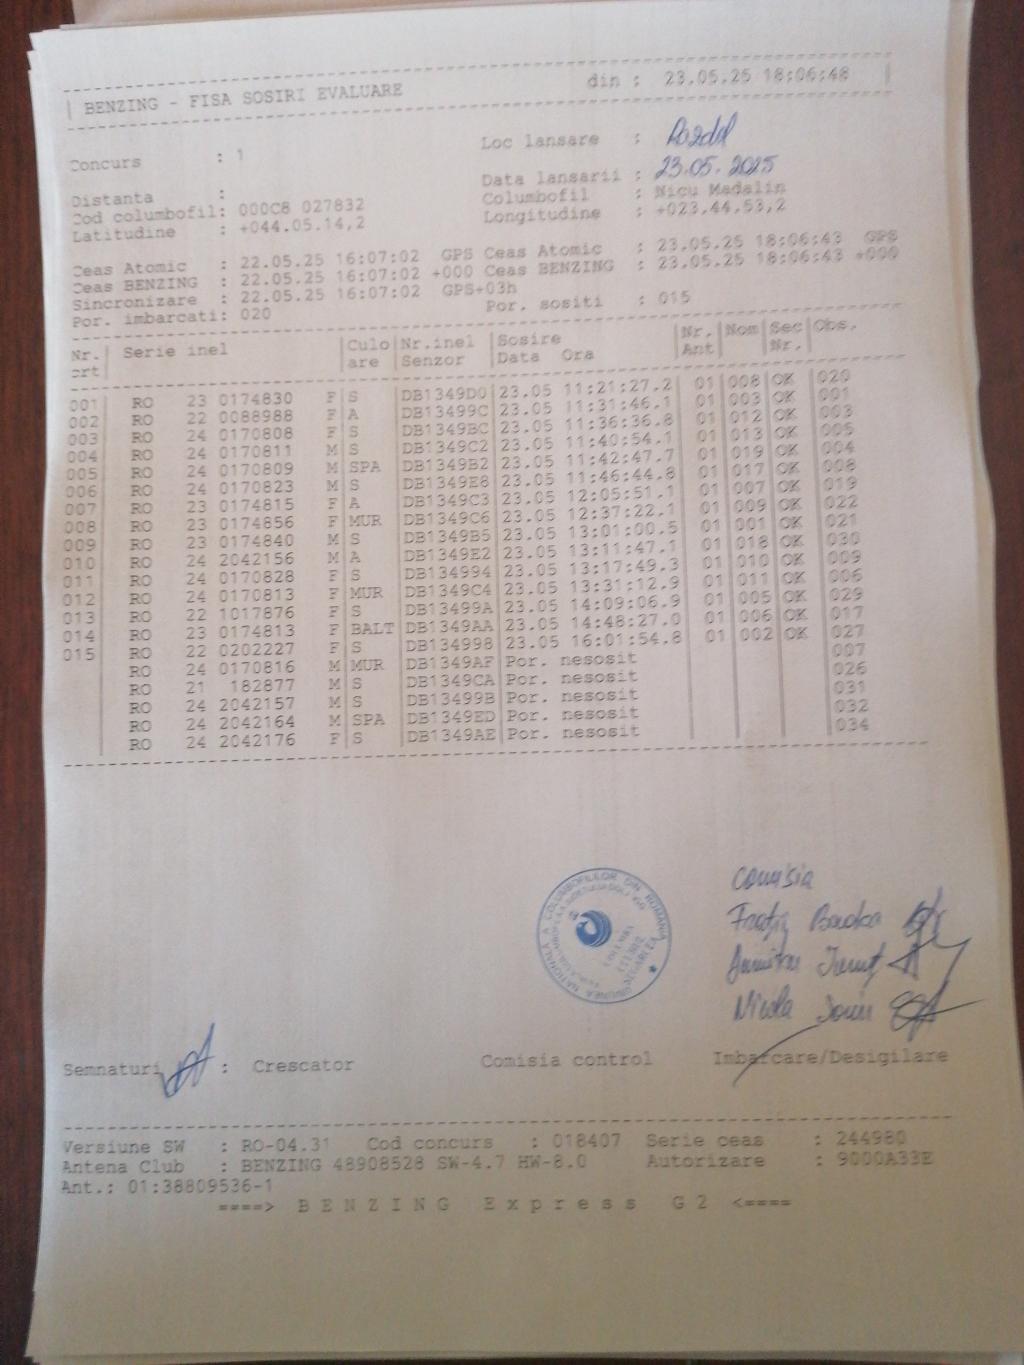 BENZING - FISA SOSIRI EVALUARE din : 23.05.25 18:06:48
Concurs : 1 Loc lansare : Rozdil
Data lansarii : 23.05.2025
Distanta : Columbofil : Nicu Madalin
Cod columbofil: 000C8 027832 Longitudine : +023.44.53,2
Latitudine : +044.05.14,2
Ceas Atomic : 22.05.25 16:07:02 GPS Ceas Atomic : 23.05.25 18:06:43 GPS
Ceas BENZING : 22.05.25 16:07:02 +000 Ceas BENZING : 23.05.25 18:06:43 +000
Sincronizare : 22.05.25 16:07:02 GPS+03h
Por. imbarcati: 020 Por. sositi : 015
Nr. Serie inel Culo Nr.inel Sosire Nr. Nom Sec Obs.
crt are Senzor Data Ora Ant Nr.
001 RO 23 0174830 F S DB1349D0 23.05 11:21:27.2 01 008 OK 020
002 RO 22 0088988 F A DB13499C 23.05 11:31:46.1 01 003 OK 001
003 RO 24 0170808 F S DB1349BC 23.05 11:36:36.8 01 012 OK 003
004 RO 24 0170811 M S DB1349C2 23.05 11:40:54.1 01 013 OK 005
005 RO 24 0170809 M SPA DB1349B2 23.05 11:42:47.7 01 019 OK 004
006 RO 24 0170823 M S DB1349E8 23.05 11:46:44.8 01 017 OK 008
007 RO 23 0174815 F A DB1349C3 23.05 12:05:51.1 01 007 OK 019
008 RO 23 0174856 F MUR DB1349C6 23.05 12:37:22.1 01 009 OK 022
009 RO 23 0174840 M S DB1349B5 23.05 13:01:00.5 01 001 OK 021
010 RO 24 2042156 M A DB1349E2 23.05 13:11:47.1 01 018 OK 030
011 RO 24 0170828 F S DB134994 23.05 13:17:49.3 01 010 OK 009
012 RO 24 0170813 F MUR DB1349C4 23.05 13:31:12.9 01 011 OK 006
013 RO 22 1017876 F S DB13499A 23.05 14:09:06.9 01 005 OK 029
014 RO 23 0174813 F BALT DB1349AA 23.05 14:48:27.0 01 006 OK 017
015 RO 22 0202227 F S DB134998 23.05 16:01:54.8 01 002 OK 027
RO 24 0170816 M MUR DB1349AF Por. nesosit 007
RO 21 182877 M S DB1349CA Por. nesosit 026
RO 24 2042157 M S DB13499B Por. nesosit 031
RO 24 2042164 M SPA DB1349ED Por. nesosit 032
RO 24 2042176 F S DB1349AE Por. nesosit 034
UNIUNEA NATIONALA A COLUMBOFILILOR DIN ROMANIA
SEGARCEA
Comisia
Dumitru Ionuț
Semnaturi : Crescator Comisia control Imbarcare/Desigilare
Versiune SW : RO-04.31 Cod concurs : 018407 Serie ceas : 244980
Antena Club : BENZING 48908528 SW-4.7 HW-8.0 Autorizare : 9000A33E
Ant.: 01:38809536-1
====> B E N Z I N G E x p r e s s G 2 <====